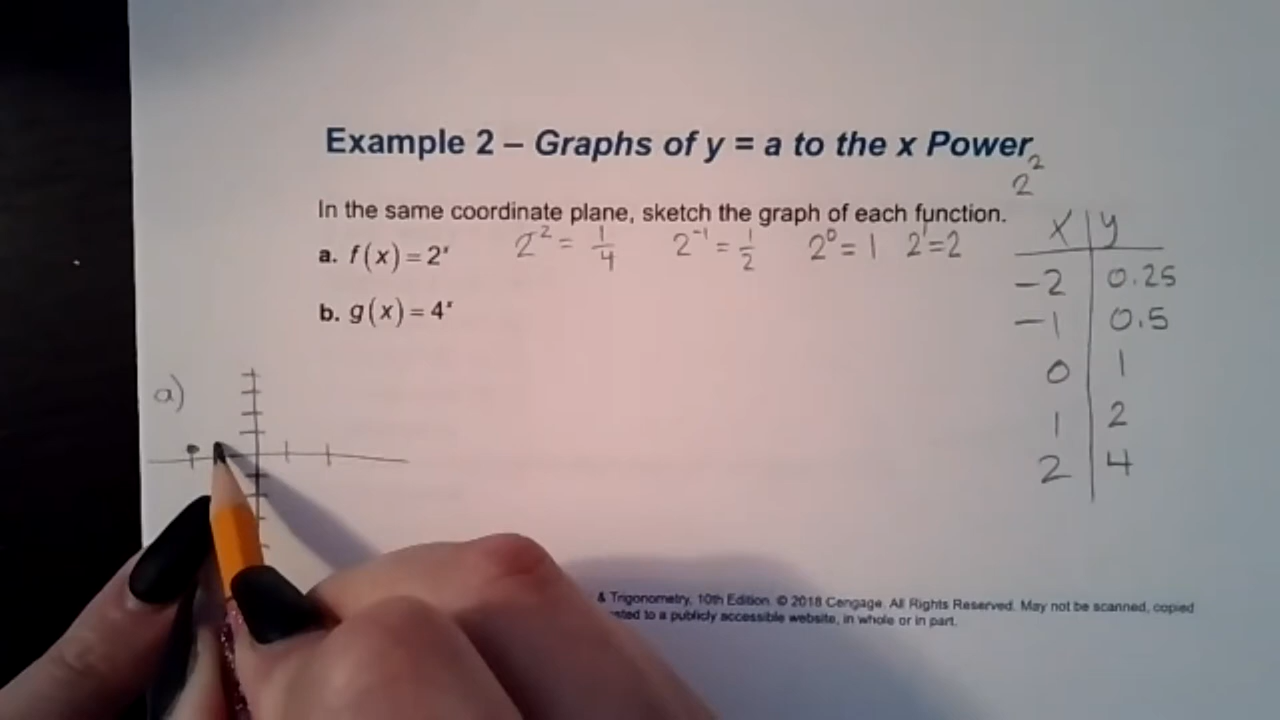 Example 2 – Graphs of y = a to the x Power
2²
In the same coordinate plane, sketch the graph of each function.
x y
a. f(x) = 2ˣ 2² = 1/4 2⁻¹ = 1/2 2⁰ = 1 2¹ = 2
-2 0.25
b. g(x) = 4ˣ
-1 0.5
0 1
a)
1 2
2 4
& Trigonometry, 10th Edition. © 2018 Cengage. All Rights Reserved. May not be scanned, copied
to a publicly accessible website, in whole or in part.